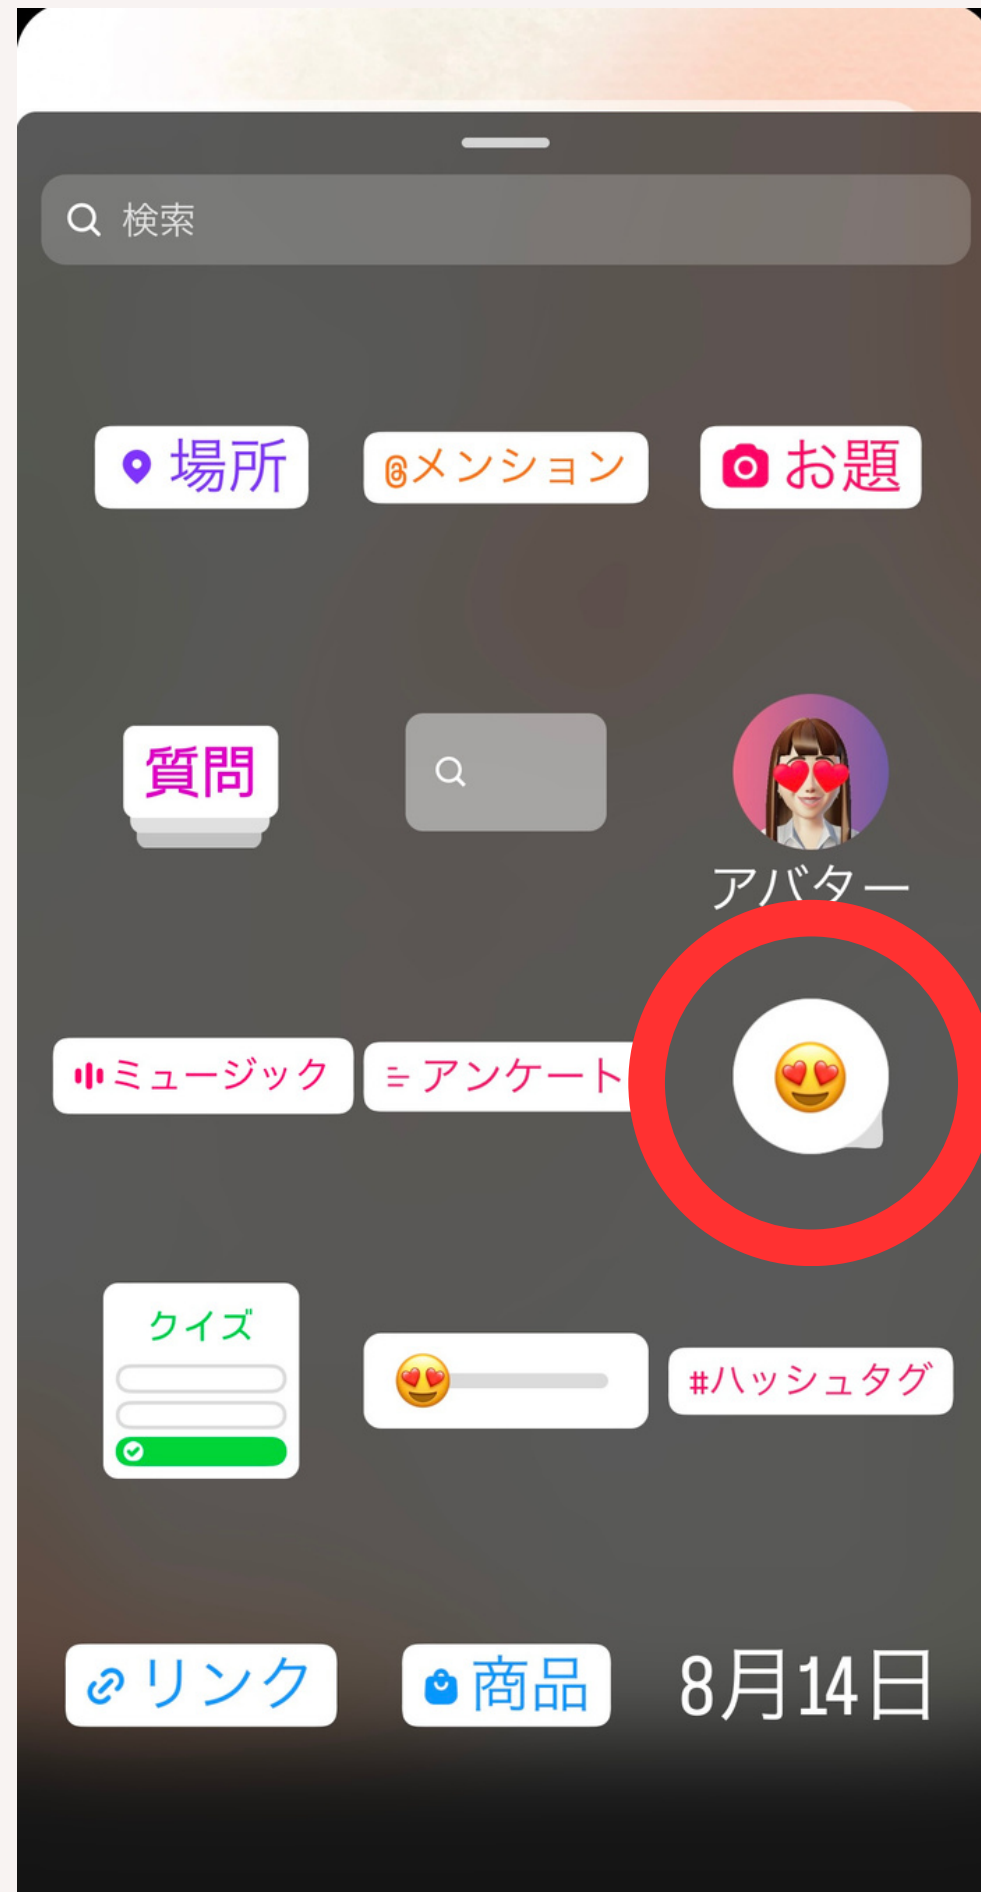 検索
場所
@メンション
お題
質問
アバター
ミュージック
アンケート
クイズ
#ハッシュタグ
リンク
商品
8月14日